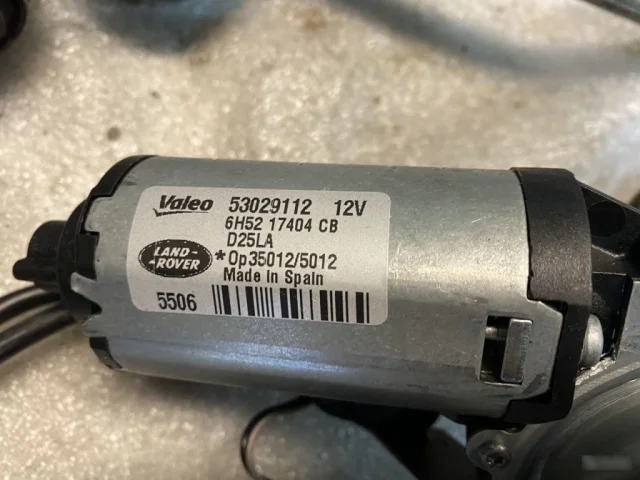 Valeo 53029112 12V
6H52 17404 CB
D25LA
LAND-
-ROVER
*Op35012/5012
Made in Spain
5506